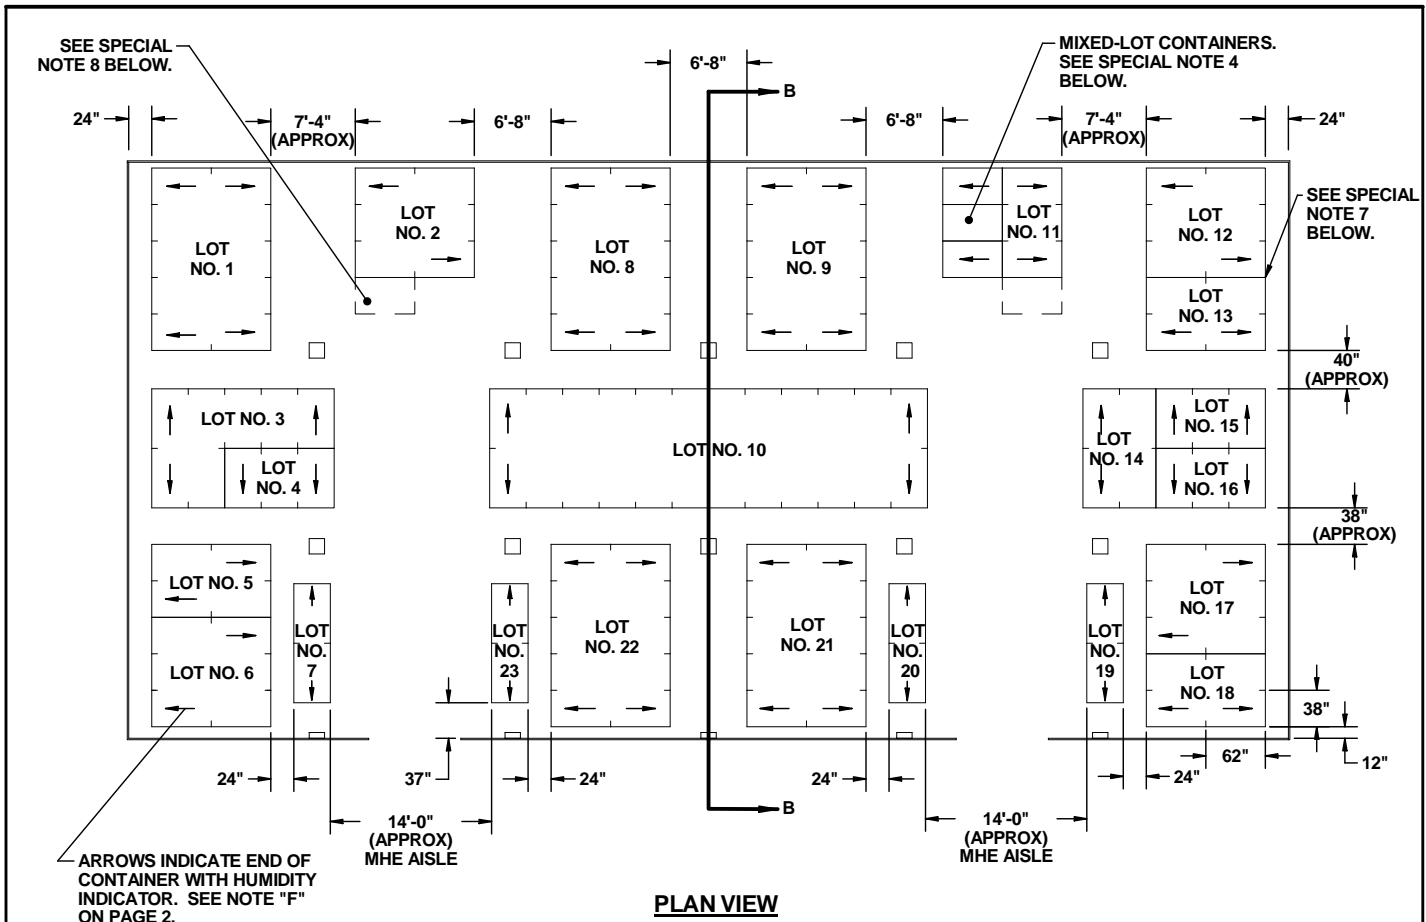 SEE SPECIAL
NOTE 8 BELOW.
6'-8"
MIXED-LOT CONTAINERS.
SEE SPECIAL NOTE 4
BELOW.
B
24"
7'-4"
(APPROX)
6'-8"
6'-8"
7'-4"
(APPROX)
24"
SEE SPECIAL
NOTE 7
BELOW.
LOT
NO. 1
LOT
NO. 2
LOT
NO. 8
LOT
NO. 9
LOT
NO. 11
LOT
NO. 12
LOT
NO. 13
40"
(APPROX)
LOT NO. 3
LOT
NO. 4
LOT NO. 10
LOT
NO. 14
LOT
NO. 15
LOT
NO. 16
38"
(APPROX)
LOT NO. 5
LOT NO. 6
LOT
NO.
7
LOT
NO.
23
LOT
NO. 22
LOT
NO. 21
LOT
NO.
20
LOT
NO.
19
LOT
NO. 17
LOT
NO. 18
38"
62"
12"
24"
37"
24"
24"
24"
14'-0"
(APPROX)
MHE AISLE
B
14'-0"
(APPROX)
MHE AISLE
ARROWS INDICATE END OF
CONTAINER WITH HUMIDITY
INDICATOR. SEE NOTE "F"
ON PAGE 2.
PLAN VIEW